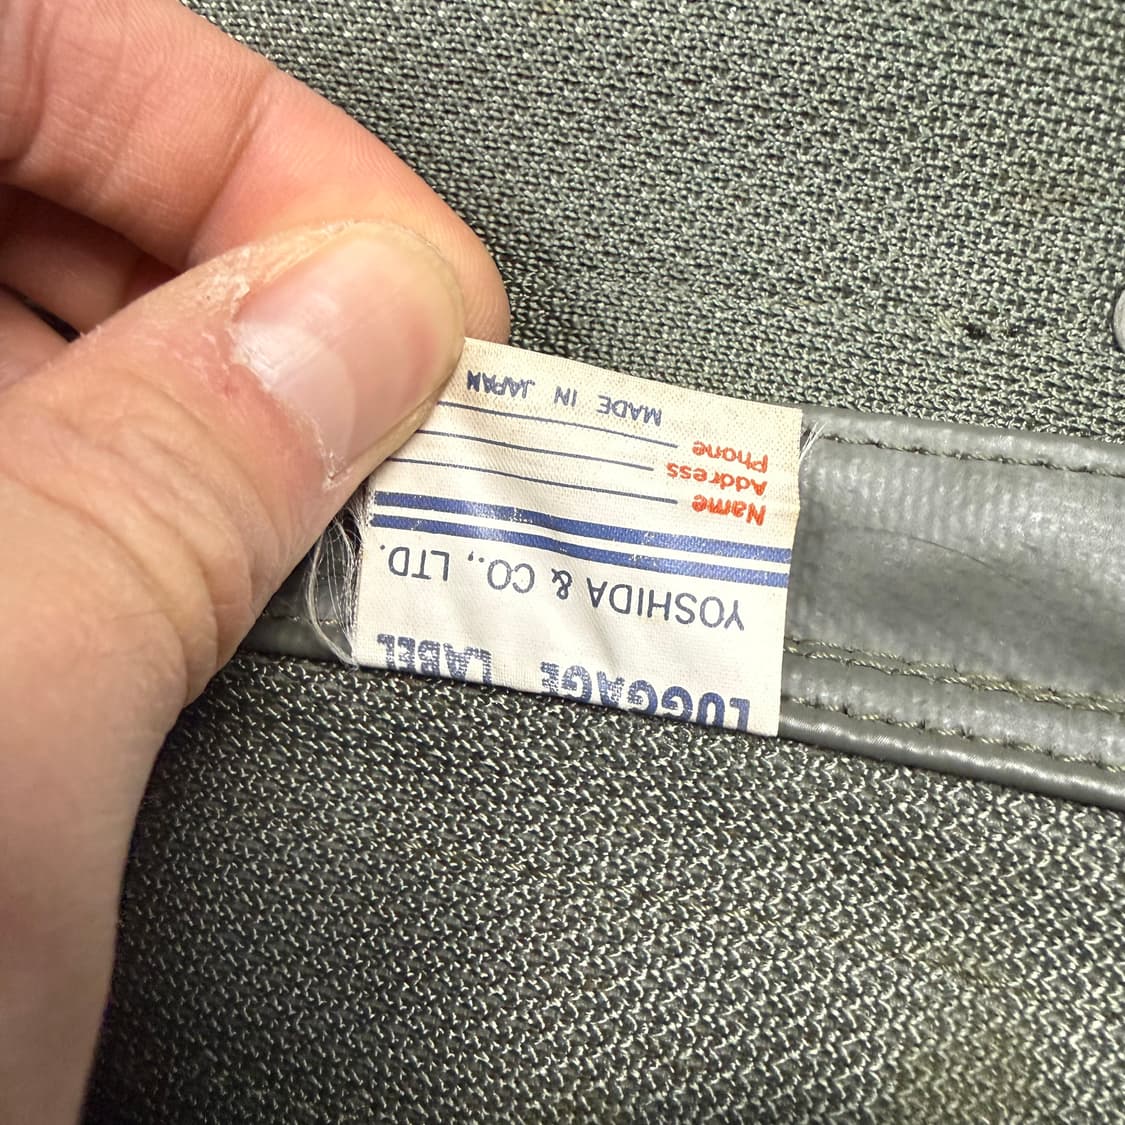 LUGGAGE LABEL
YOSHIDA & CO., LTD.
Name
Address
Phone
MADE IN JAPAN